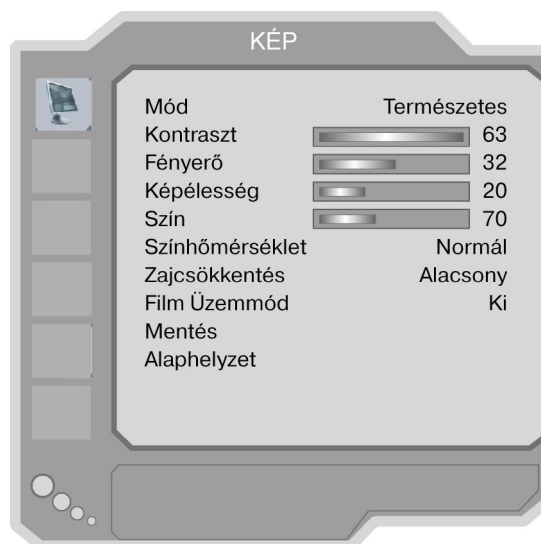 KÉP
Mód Természetes
Kontraszt 63
Fényerő 32
Képélesség 20
Szín 70
Színhőmérséklet Normál
Zajcsökkentés Alacsony
Film Üzemmód Ki
Mentés
Alaphelyzet